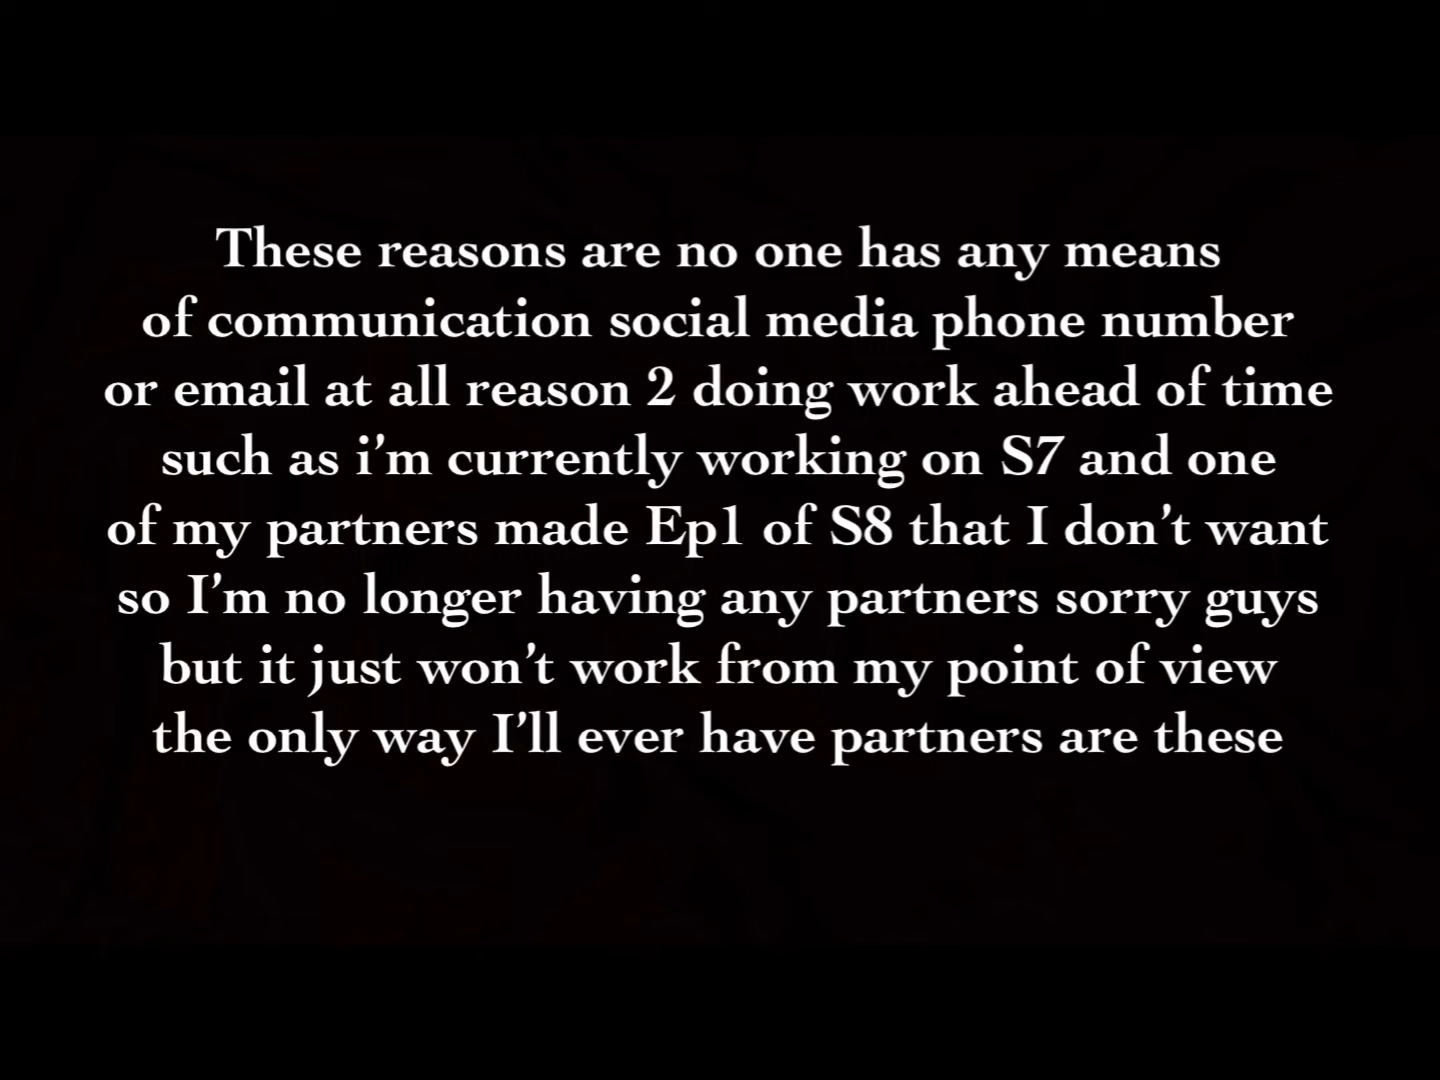 These reasons are no one has any means
of communication social media phone number
or email at all reason 2 doing work ahead of time
such as i’m currently working on S7 and one
of my partners made Ep1 of S8 that I don’t want
so I’m no longer having any partners sorry guys
but it just won’t work from my point of view
the only way I’ll ever have partners are these